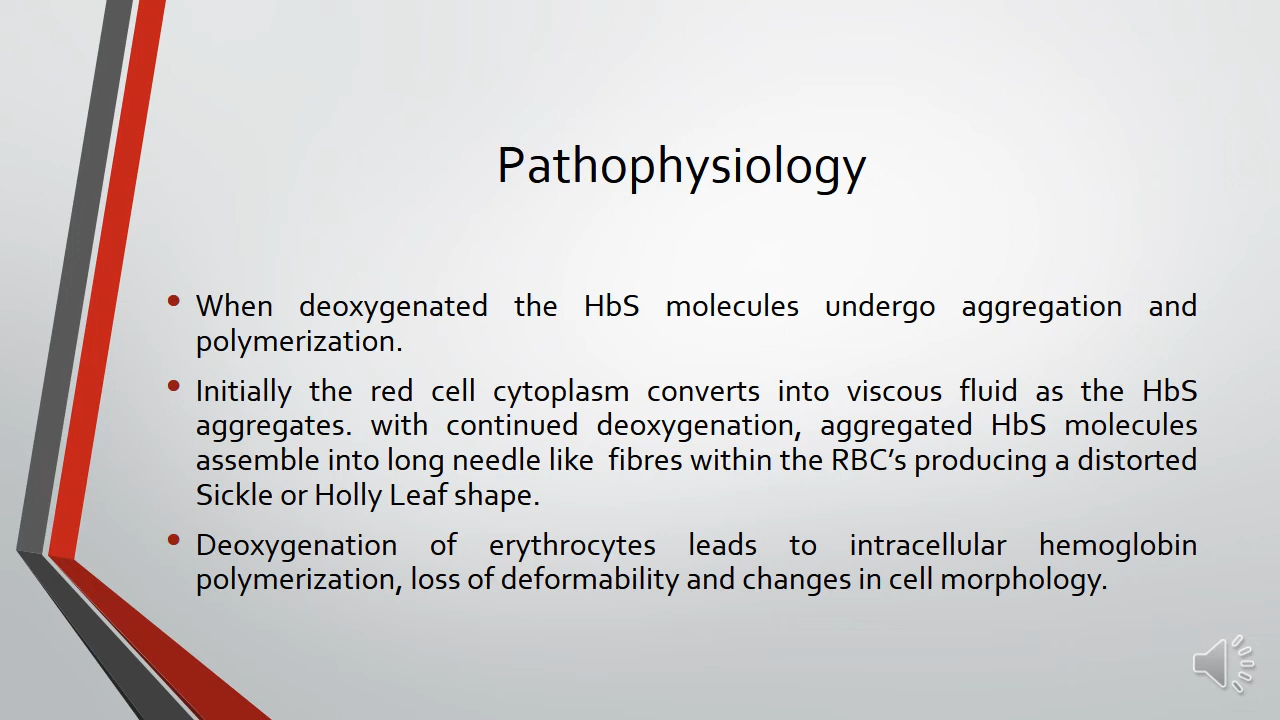 Pathophysiology
• When deoxygenated the HbS molecules undergo aggregation and
polymerization.
• Initially the red cell cytoplasm converts into viscous fluid as the HbS
aggregates. with continued deoxygenation, aggregated HbS molecules
assemble into long needle like  fibres within the RBC’s producing a distorted
Sickle or Holly Leaf shape.
• Deoxygenation of erythrocytes leads to intracellular hemoglobin
polymerization, loss of deformability and changes in cell morphology.